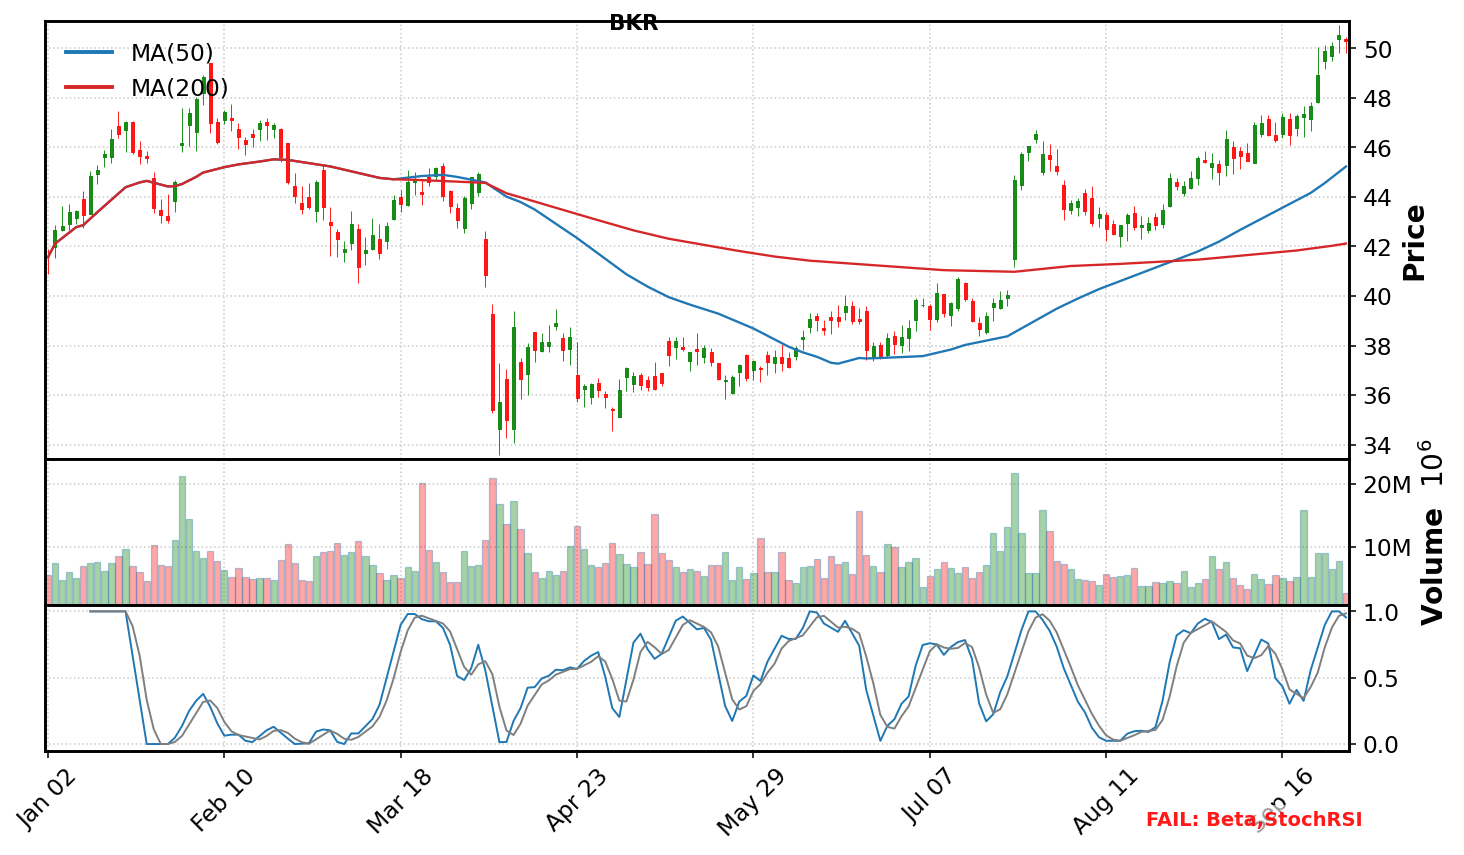 BKR
MA(50)
MA(200)
50
48
46
44
42
40
38
36
34
Price
20M
10M
Volume 10^6
1.0
0.5
0.0
Jan 02
Feb 10
Mar 18
Apr 23
May 29
Jul 07
Aug 11
Sep 16
FAIL: Beta,StochRSI